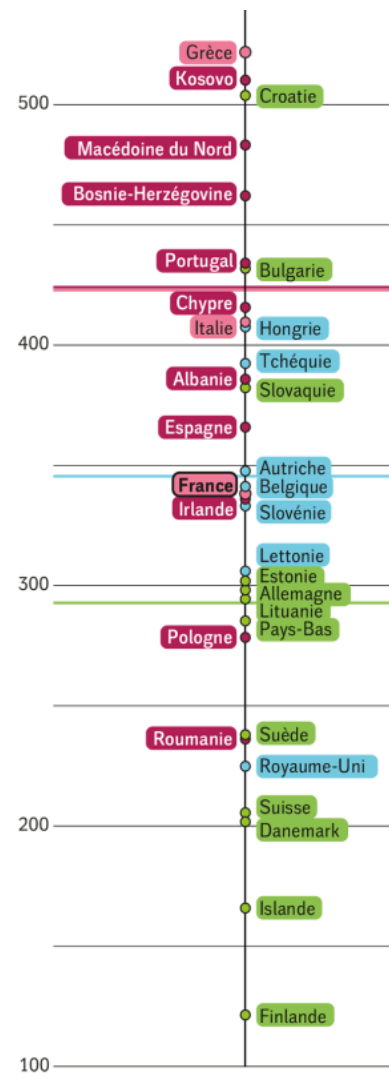 Grèce
Kosovo
500
Croatie
Macédoine du Nord
Bosnie-Herzégovine
Portugal
Bulgarie
Chypre
Italie
Hongrie
400
Tchéquie
Albanie
Slovaquie
Espagne
Autriche
France
Belgique
Irlande
Slovénie
Lettonie
300
Estonie
Allemagne
Lituanie
Pologne
Pays-Bas
Roumanie
Suède
Royaume-Uni
Suisse
200
Danemark
Islande
Finlande
100